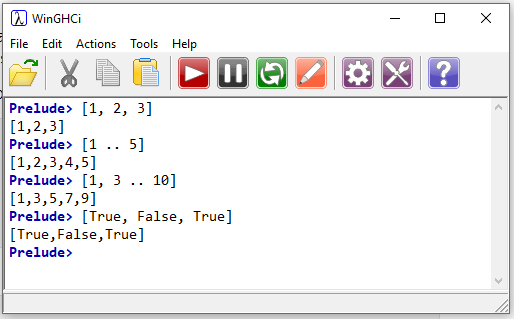 WinGHCi
File Edit Actions Tools Help
Prelude> [1, 2, 3]
[1,2,3]
Prelude> [1 .. 5]
[1,2,3,4,5]
Prelude> [1, 3 .. 10]
[1,3,5,7,9]
Prelude> [True, False, True]
[True,False,True]
Prelude>